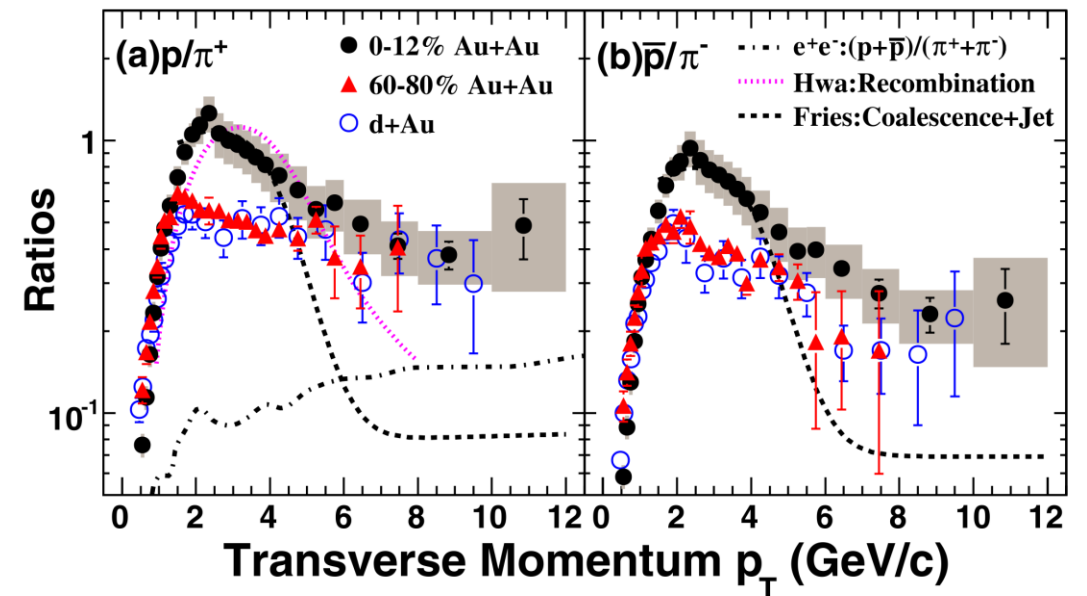 (a)p/π⁺
0-12% Au+Au
60-80% Au+Au
d+Au
(b)p̅/π⁻
e⁺e⁻:(p+p̅)/(π⁺+π⁻)
Hwa:Recombination
Fries:Coalescence+Jet
Ratios
1
10⁻¹
0 2 4 6 8 10 12
0 2 4 6 8 10 12
Transverse Momentum p_T (GeV/c)